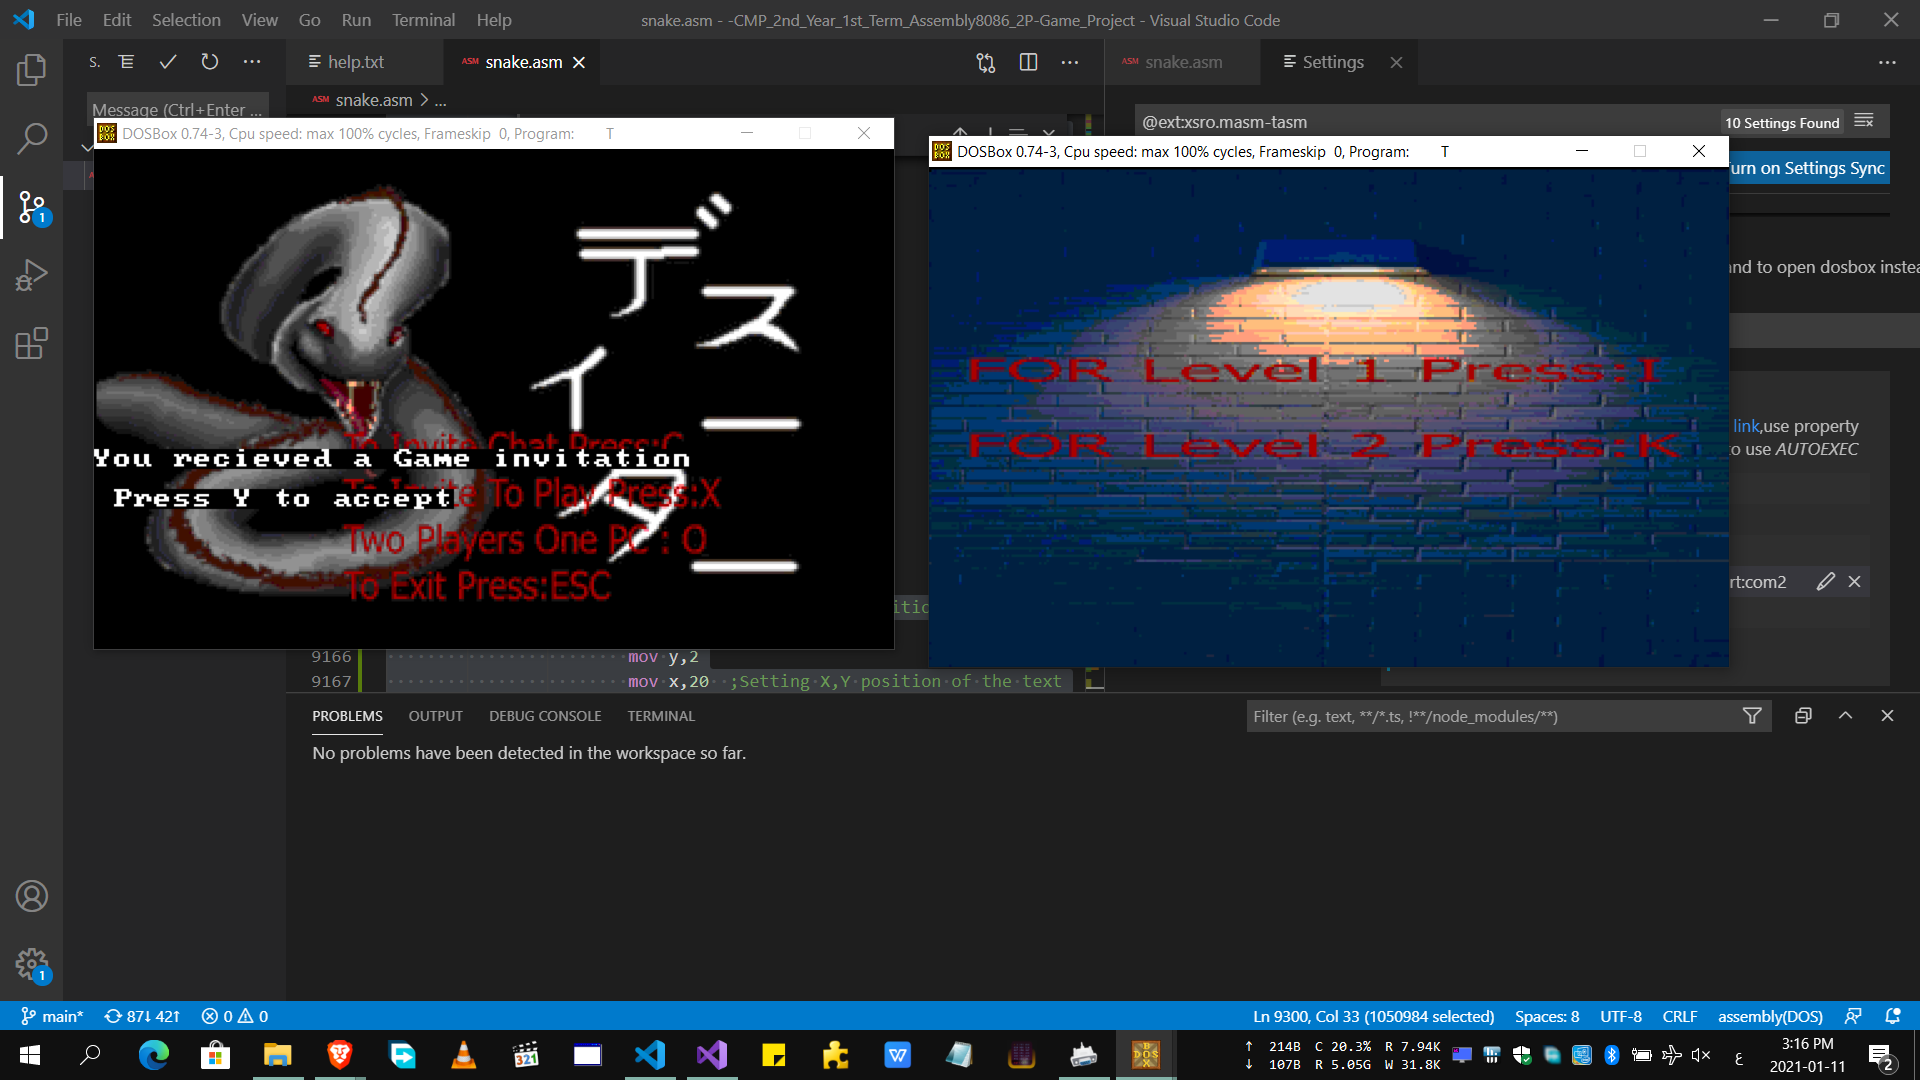 File Edit Selection View Go Run Terminal Help
snake.asm - -CMP_2nd_Year_1st_Term_Assembly8086_2P-Game_Project - Visual Studio Code
S.
help.txt
ASM snake.asm
ASM snake.asm
Settings
Message (Ctrl+Enter ...
ASM snake.asm > ...
@ext:xsro.masm-tasm
10 Settings Found
DOSBox 0.74-3, Cpu speed: max 100% cycles, Frameskip 0, Program: T
DOSBox 0.74-3, Cpu speed: max 100% cycles, Frameskip 0, Program: T
urn on Settings Sync
デスティニー
ター
nd to open dosbox instea
FOR Level 1 Press:I
FOR Level 2 Press:K
link,use property
o use AUTOEXEC
To Invite Chat Press:C
You recieved a Game invitation
Press Y to accept
To Invite To Play Press:X
Two Players One PC : O
To Exit Press:ESC
rt:com2
9166 mov y,2
9167 mov x,20 ;Setting X,Y position of the text
PROBLEMS OUTPUT DEBUG CONSOLE TERMINAL
Filter (e.g. text, **/*.ts, !**/node_modules/**)
No problems have been detected in the workspace so far.
1
1
main* 87↓ 42↑ 0 0
Ln 9300, Col 33 (1050984 selected) Spaces: 8 UTF-8 CRLF assembly(DOS)
↑ 214B C 20.3% R 7.94K
↓ 107B R 5.05G W 31.8K
ع
3:16 PM
2021-01-11
2